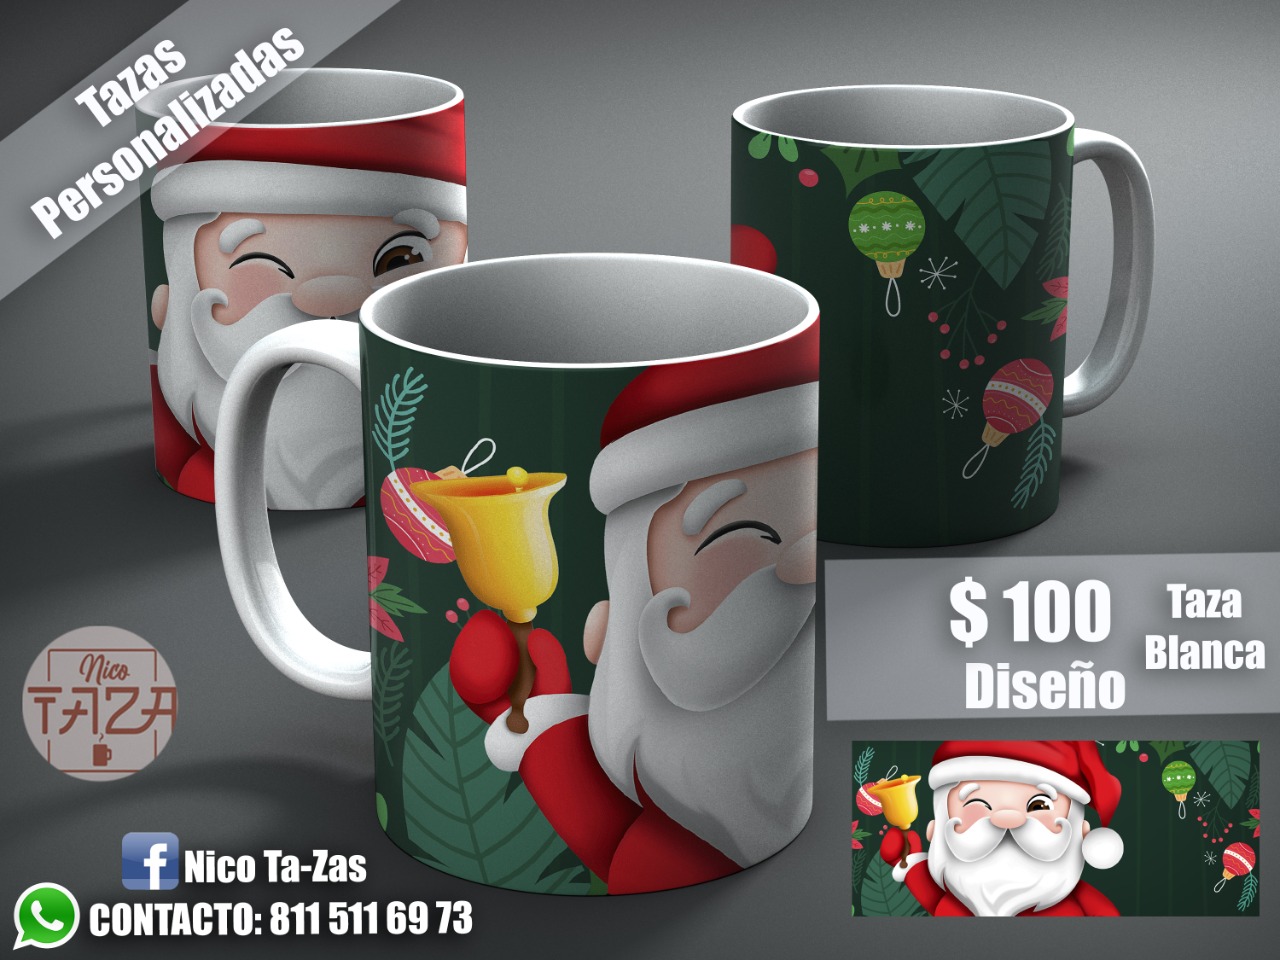 Tazas
Personalizadas
$ 100
Diseño
Taza
Blanca
Nico
TAZA
f Nico Ta-Zas
CONTACTO: 811 511 69 73